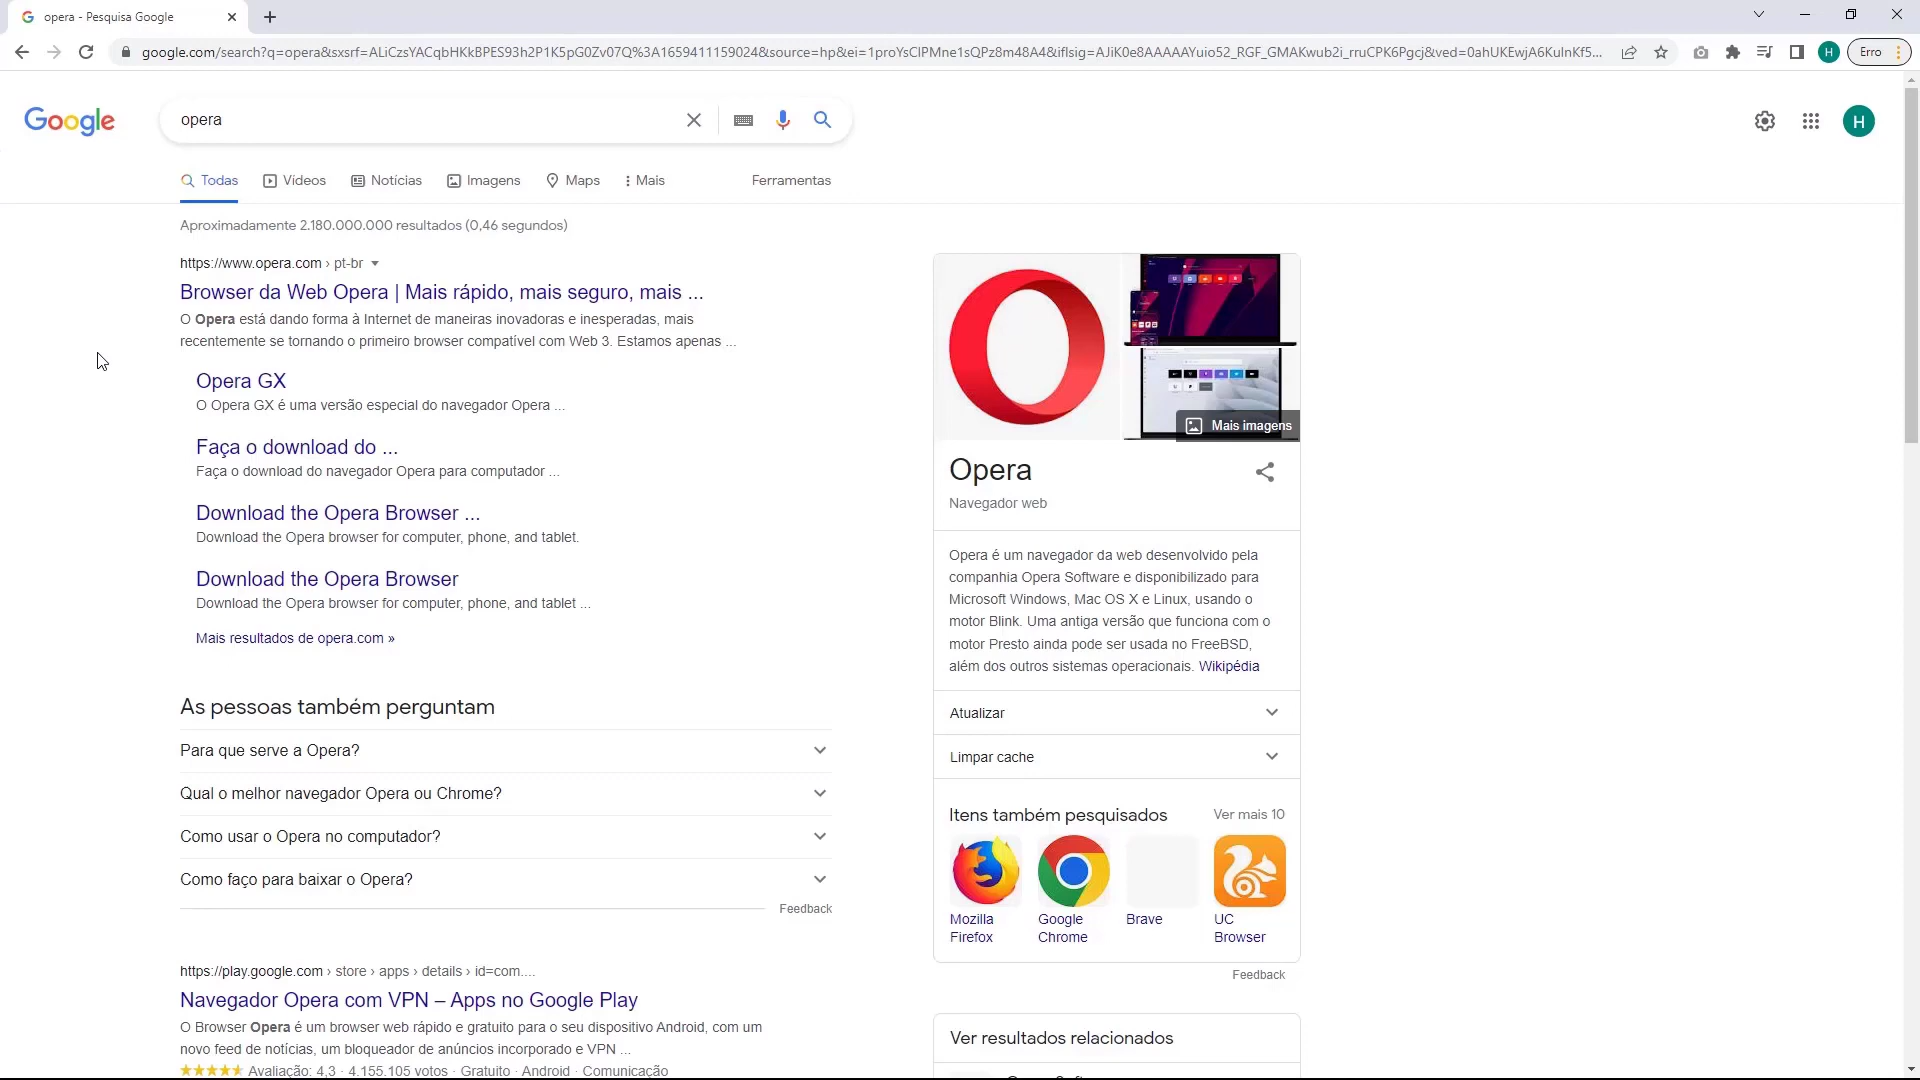 opera - Pesquisa Google
google.com/search?q=opera&sxsrf=ALiCzsYACqbHKkBPES93h2P1K5pG0Zv07Q%3A1659411159024&source=hp&ei=1proYsClPMne1sQPz8m48A4&iflsig=AJiK0e8AAAAAYuio52_RGF_GMAKwub2i_rruCPK6Pgcj&ved=0ahUKEwjA6KulnKf5...
H
Erro
Google
opera
H
Todas
Vídeos
Notícias
Imagens
Maps
Mais
Ferramentas
Aproximadamente 2.180.000.000 resultados (0,46 segundos)
https://www.opera.com › pt-br
Browser da Web Opera | Mais rápido, mais seguro, mais ...
O Opera está dando forma à Internet de maneiras inovadoras e inesperadas, mais
recentemente se tornando o primeiro browser compatível com Web 3. Estamos apenas ...
Opera GX
O Opera GX é uma versão especial do navegador Opera ...
Faça o download do ...
Faça o download do navegador Opera para computador ...
Download the Opera Browser ...
Download the Opera browser for computer, phone, and tablet.
Download the Opera Browser
Download the Opera browser for computer, phone, and tablet ...
Mais resultados de opera.com »
As pessoas também perguntam
Para que serve a Opera?
Qual o melhor navegador Opera ou Chrome?
Como usar o Opera no computador?
Como faço para baixar o Opera?
Feedback
https://play.google.com › store › apps › details › id=com....
Navegador Opera com VPN – Apps no Google Play
O Browser Opera é um browser web rápido e gratuito para o seu dispositivo Android, com um
novo feed de notícias, um bloqueador de anúncios incorporado e VPN ...
Avaliação: 4,3 · 4.155.105 votos · Gratuito · Android · Comunicação
Mais imagens
Opera
Navegador web
Opera é um navegador da web desenvolvido pela
companhia Opera Software e disponibilizado para
Microsoft Windows, Mac OS X e Linux, usando o
motor Blink. Uma antiga versão que funciona com o
motor Presto ainda pode ser usada no FreeBSD,
além dos outros sistemas operacionais. Wikipédia
Atualizar
Limpar cache
Itens também pesquisados
Ver mais 10
Mozilla
Firefox
Google
Chrome
Brave
UC
Browser
Feedback
Ver resultados relacionados